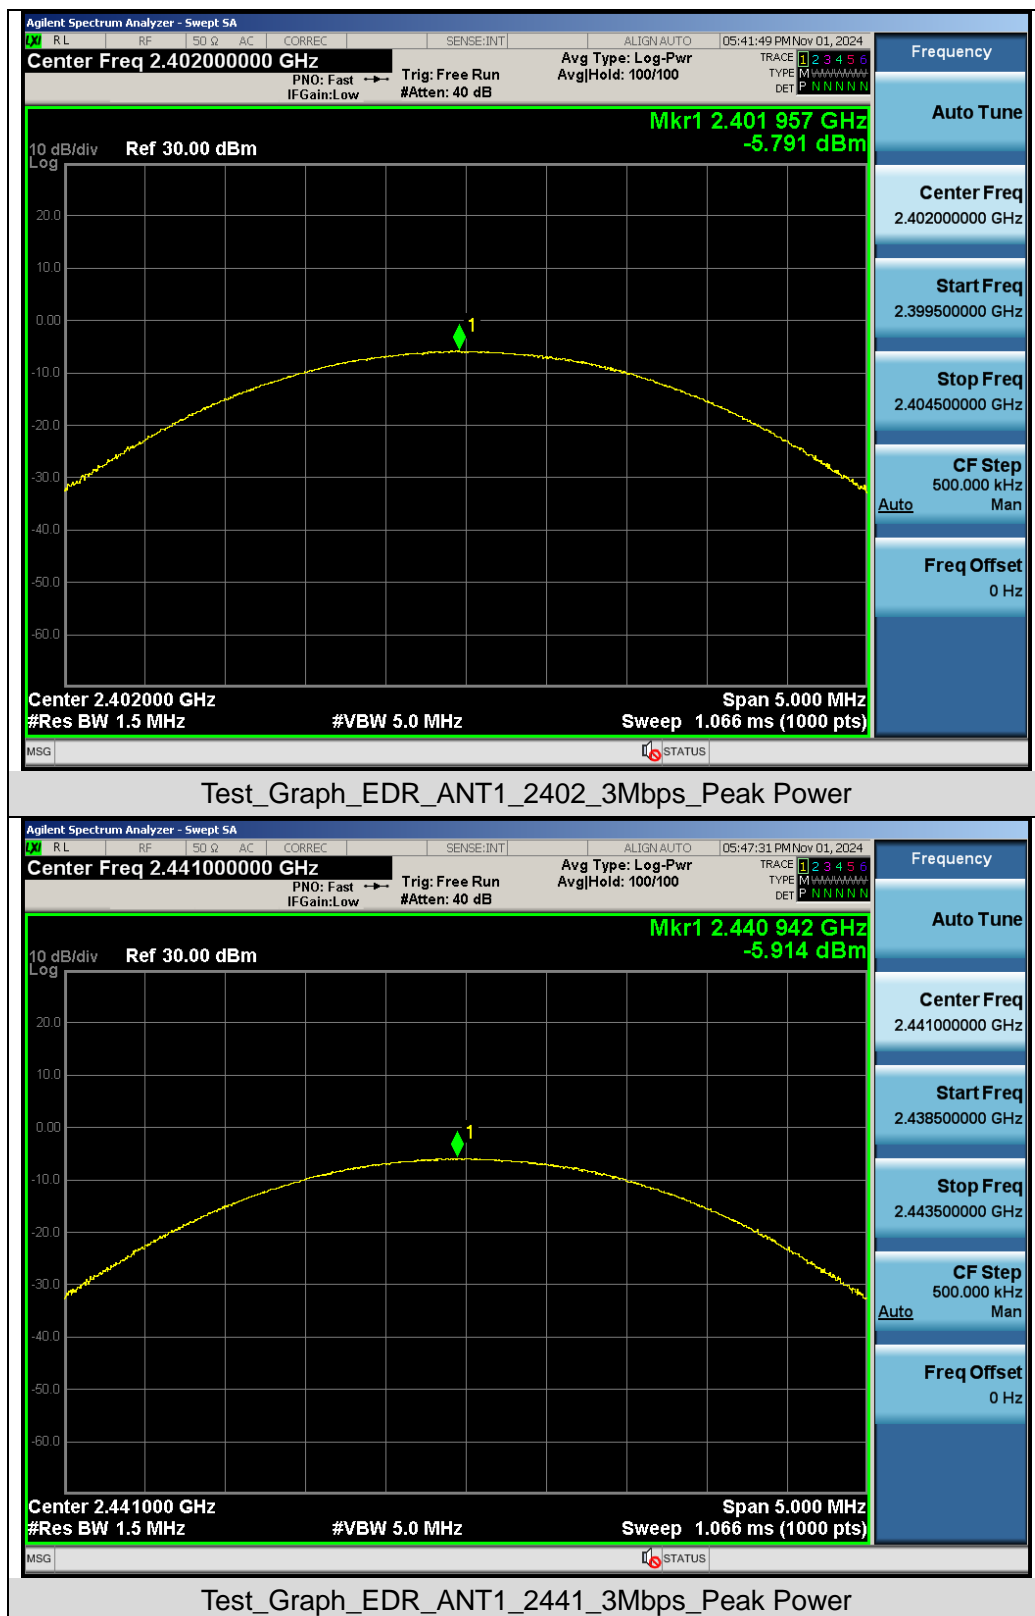 Agilent Spectrum Analyzer - Swept SA
LXI RL RF 50 Ω AC CORREC SENSE:INT ALIGN AUTO 05:41:49 PM Nov 01, 2024
Center Freq 2.402000000 GHz
PNO: Fast
IFGain:Low
Trig: Free Run
#Atten: 40 dB
Avg Type: Log-Pwr
Avg|Hold: 100/100
TRACE 1 2 3 4 5 6
TYPE M
DET P N N N N N
Frequency
Auto Tune
Center Freq
2.402000000 GHz
Start Freq
2.399500000 GHz
Stop Freq
2.404500000 GHz
CF Step
500.000 kHz
Auto Man
Freq Offset
0 Hz
Mkr1 2.401 957 GHz
-5.791 dBm
10 dB/div Ref 30.00 dBm
Log
20.0
10.0
0.00
1
-10.0
-20.0
-30.0
-40.0
-50.0
-60.0
Center 2.402000 GHz Span 5.000 MHz
#Res BW 1.5 MHz #VBW 5.0 MHz Sweep 1.066 ms (1000 pts)
MSG STATUS
Test_Graph_EDR_ANT1_2402_3Mbps_Peak Power
Agilent Spectrum Analyzer - Swept SA
LXI RL RF 50 Ω AC CORREC SENSE:INT ALIGN AUTO 05:47:31 PM Nov 01, 2024
Center Freq 2.441000000 GHz
PNO: Fast
IFGain:Low
Trig: Free Run
#Atten: 40 dB
Avg Type: Log-Pwr
Avg|Hold: 100/100
TRACE 1 2 3 4 5 6
TYPE M
DET P N N N N N
Frequency
Auto Tune
Center Freq
2.441000000 GHz
Start Freq
2.438500000 GHz
Stop Freq
2.443500000 GHz
CF Step
500.000 kHz
Auto Man
Freq Offset
0 Hz
Mkr1 2.440 942 GHz
-5.914 dBm
10 dB/div Ref 30.00 dBm
Log
20.0
10.0
0.00
1
-10.0
-20.0
-30.0
-40.0
-50.0
-60.0
Center 2.441000 GHz Span 5.000 MHz
#Res BW 1.5 MHz #VBW 5.0 MHz Sweep 1.066 ms (1000 pts)
MSG STATUS
Test_Graph_EDR_ANT1_2441_3Mbps_Peak Power